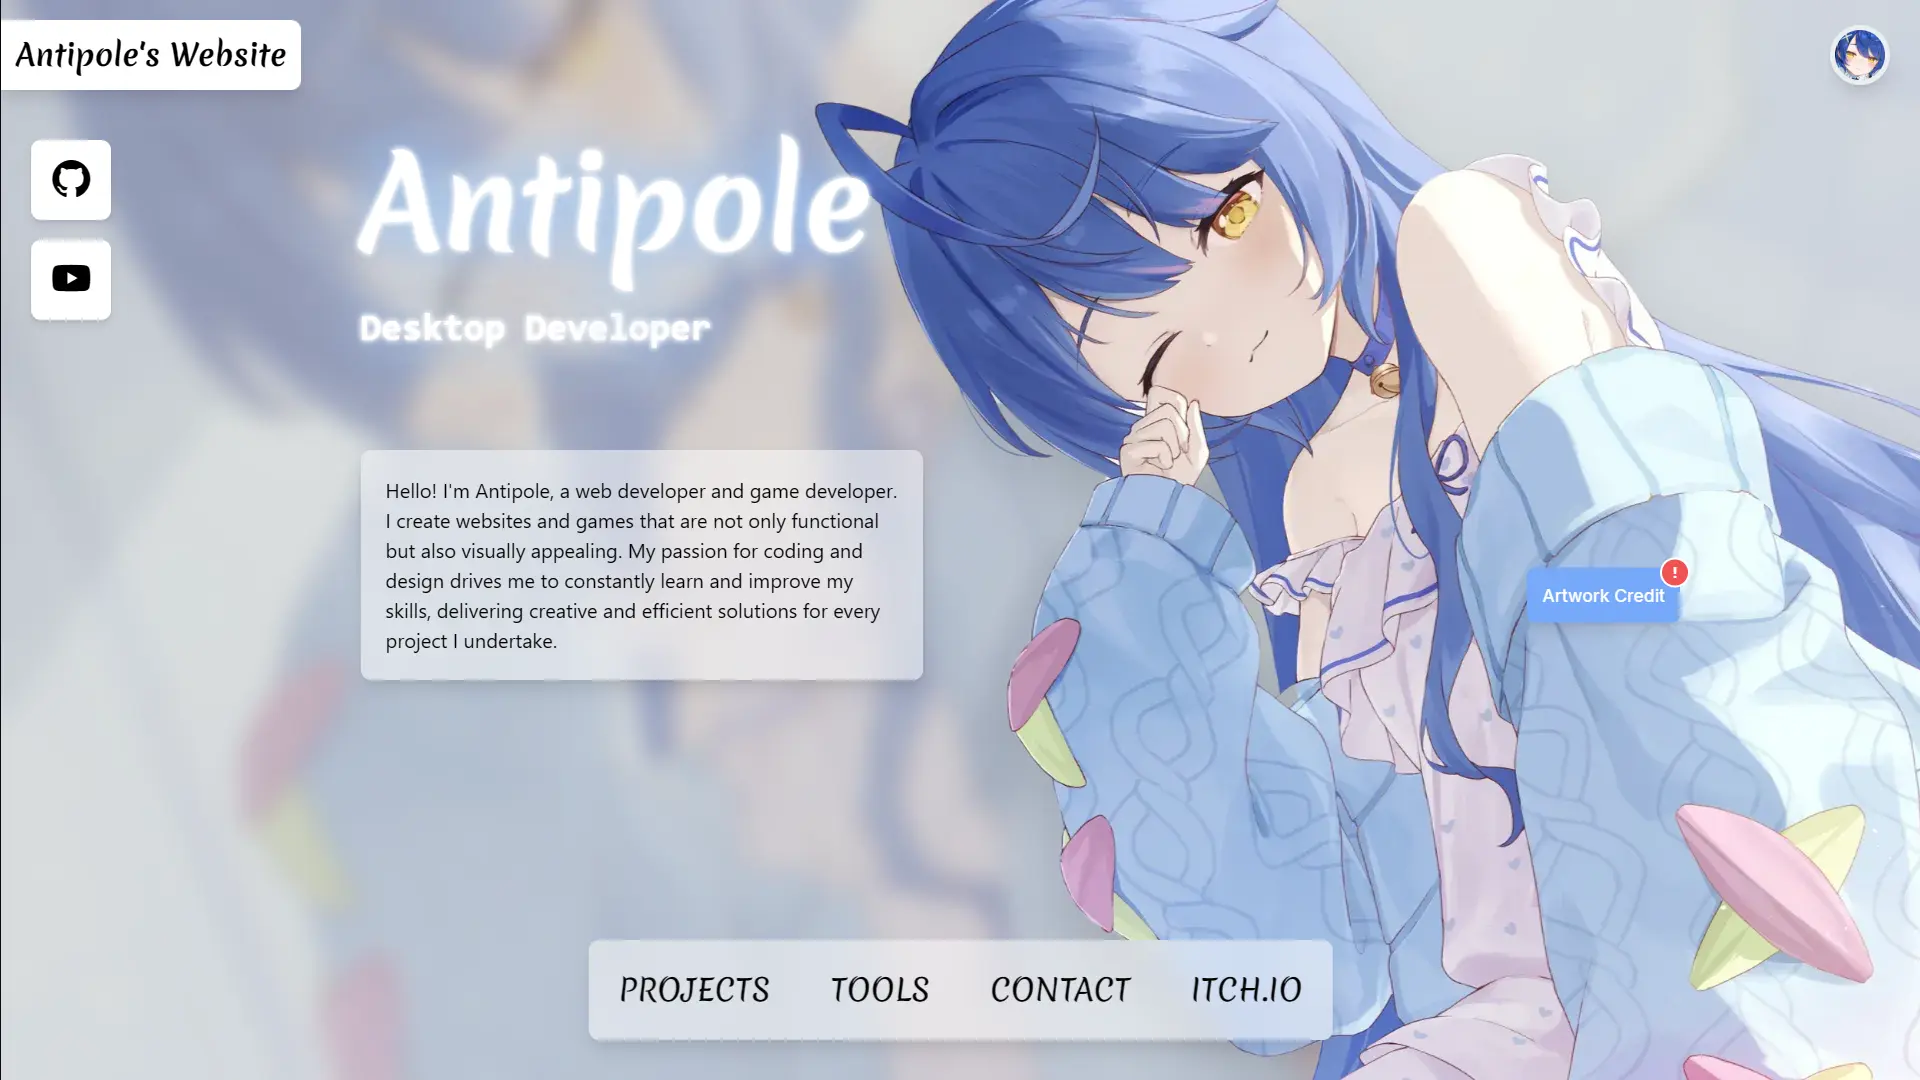 Antipole's Website
Antipole
Desktop Developer
Hello! I'm Antipole, a web developer and game developer.
I create websites and games that are not only functional
but also visually appealing. My passion for coding and
design drives me to constantly learn and improve my
skills, delivering creative and efficient solutions for every
project I undertake.
!
Artwork Credit
PROJECTS TOOLS CONTACT ITCH.IO